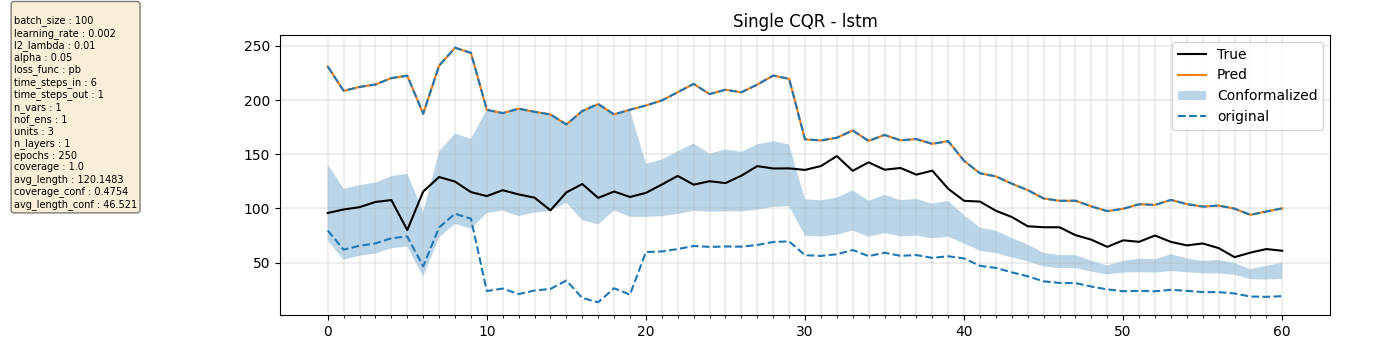 batch_size : 100
learning_rate : 0.002
l2_lambda : 0.01
alpha : 0.05
loss_func : pb
time_steps_in : 6
time_steps_out : 1
n_vars : 1
nof_ens : 1
units : 3
n_layers : 1
epochs : 250
coverage : 1.0
avg_length : 120.1483
coverage_conf : 0.4754
avg_length_conf : 46.521
Single CQR - lstm
250
200
150
100
50
True
Pred
Conformalized
original
0 10 20 30 40 50 60